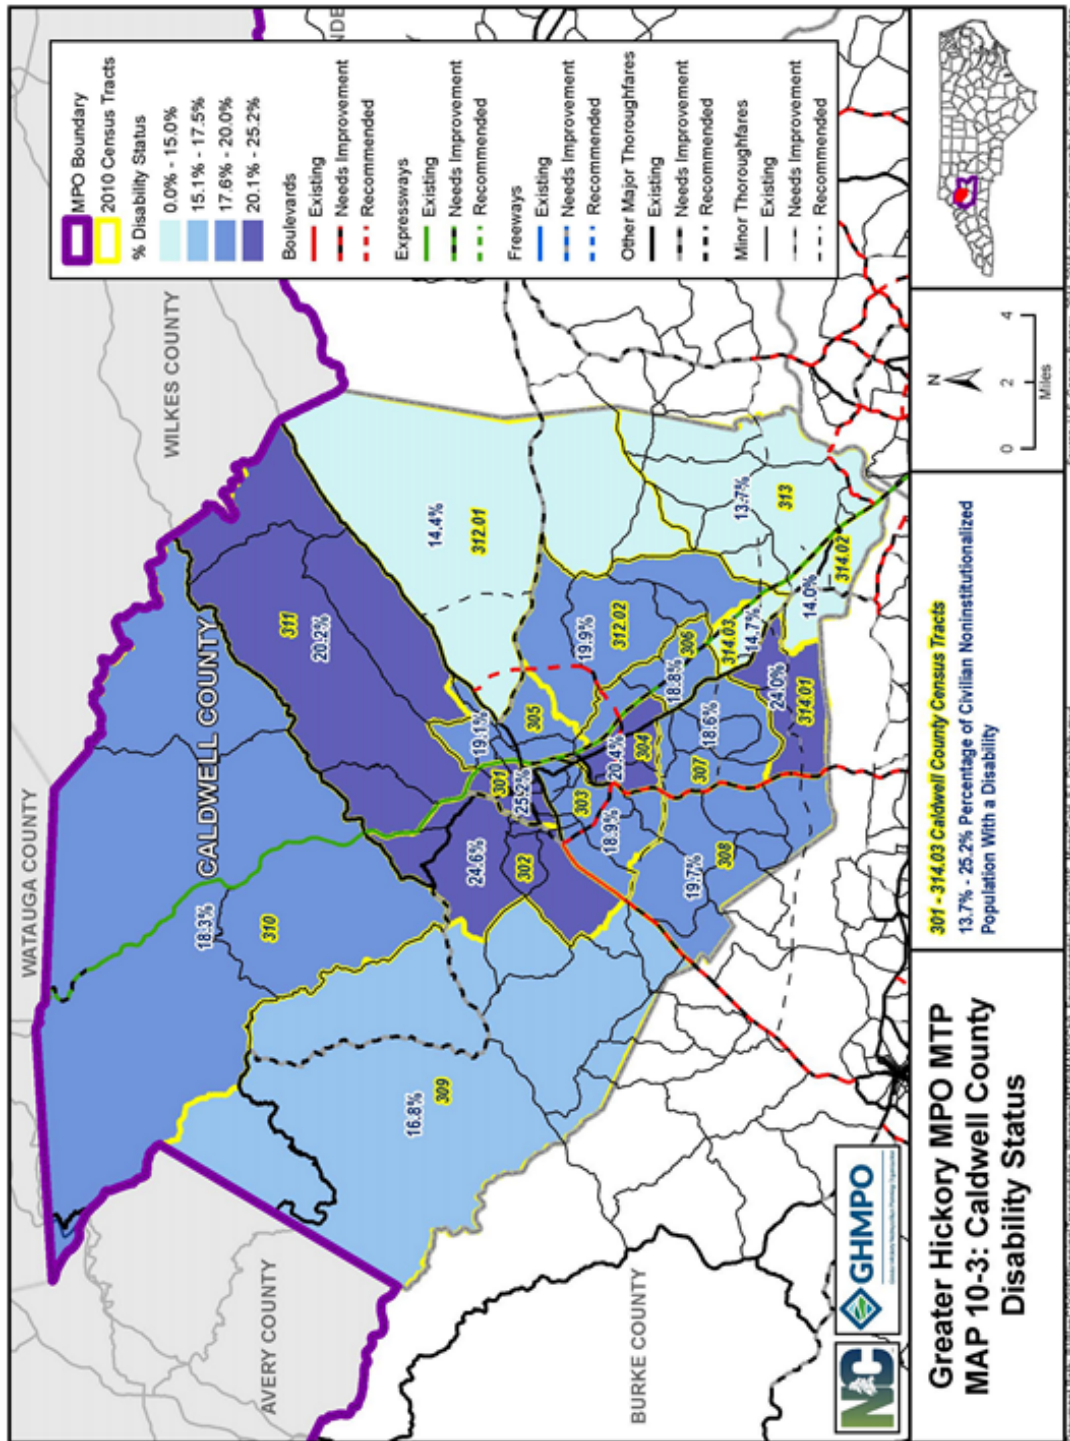 WATAUGA COUNTY
WILKES COUNTY
AVERY COUNTY
BURKE COUNTY
CALDWELL COUNTY
18.3%
310
311
20.2%
16.8%
309
14.4%
312.01
24.6%
302
301
25.2%
19.1%
305
19.9%
312.02
303
18.9%
20.4%
304
18.8%
306
19.7%
308
307
18.6%
24.0%
314.01
314.03
14.7%
13.7%
313
14.0%
314.02
MPO Boundary
2010 Census Tracts
% Disability Status
0.0% - 15.0%
15.1% - 17.5%
17.6% - 20.0%
20.1% - 25.2%
Boulevards
Existing
Needs Improvement
Recommended
Expressways
Existing
Needs Improvement
Recommended
Freeways
Existing
Needs Improvement
Recommended
Other Major Thoroughfares
Existing
Needs Improvement
Recommended
Minor Thoroughfares
Existing
Needs Improvement
Recommended
NC
GHMPO
Greater Hickory MPO MTP
MAP 10-3: Caldwell County
Disability Status
301 - 314.03 Caldwell County Census Tracts
13.7% - 25.2% Percentage of Civilian Noninstitutionalized
Population With a Disability
N
0 2 4
Miles